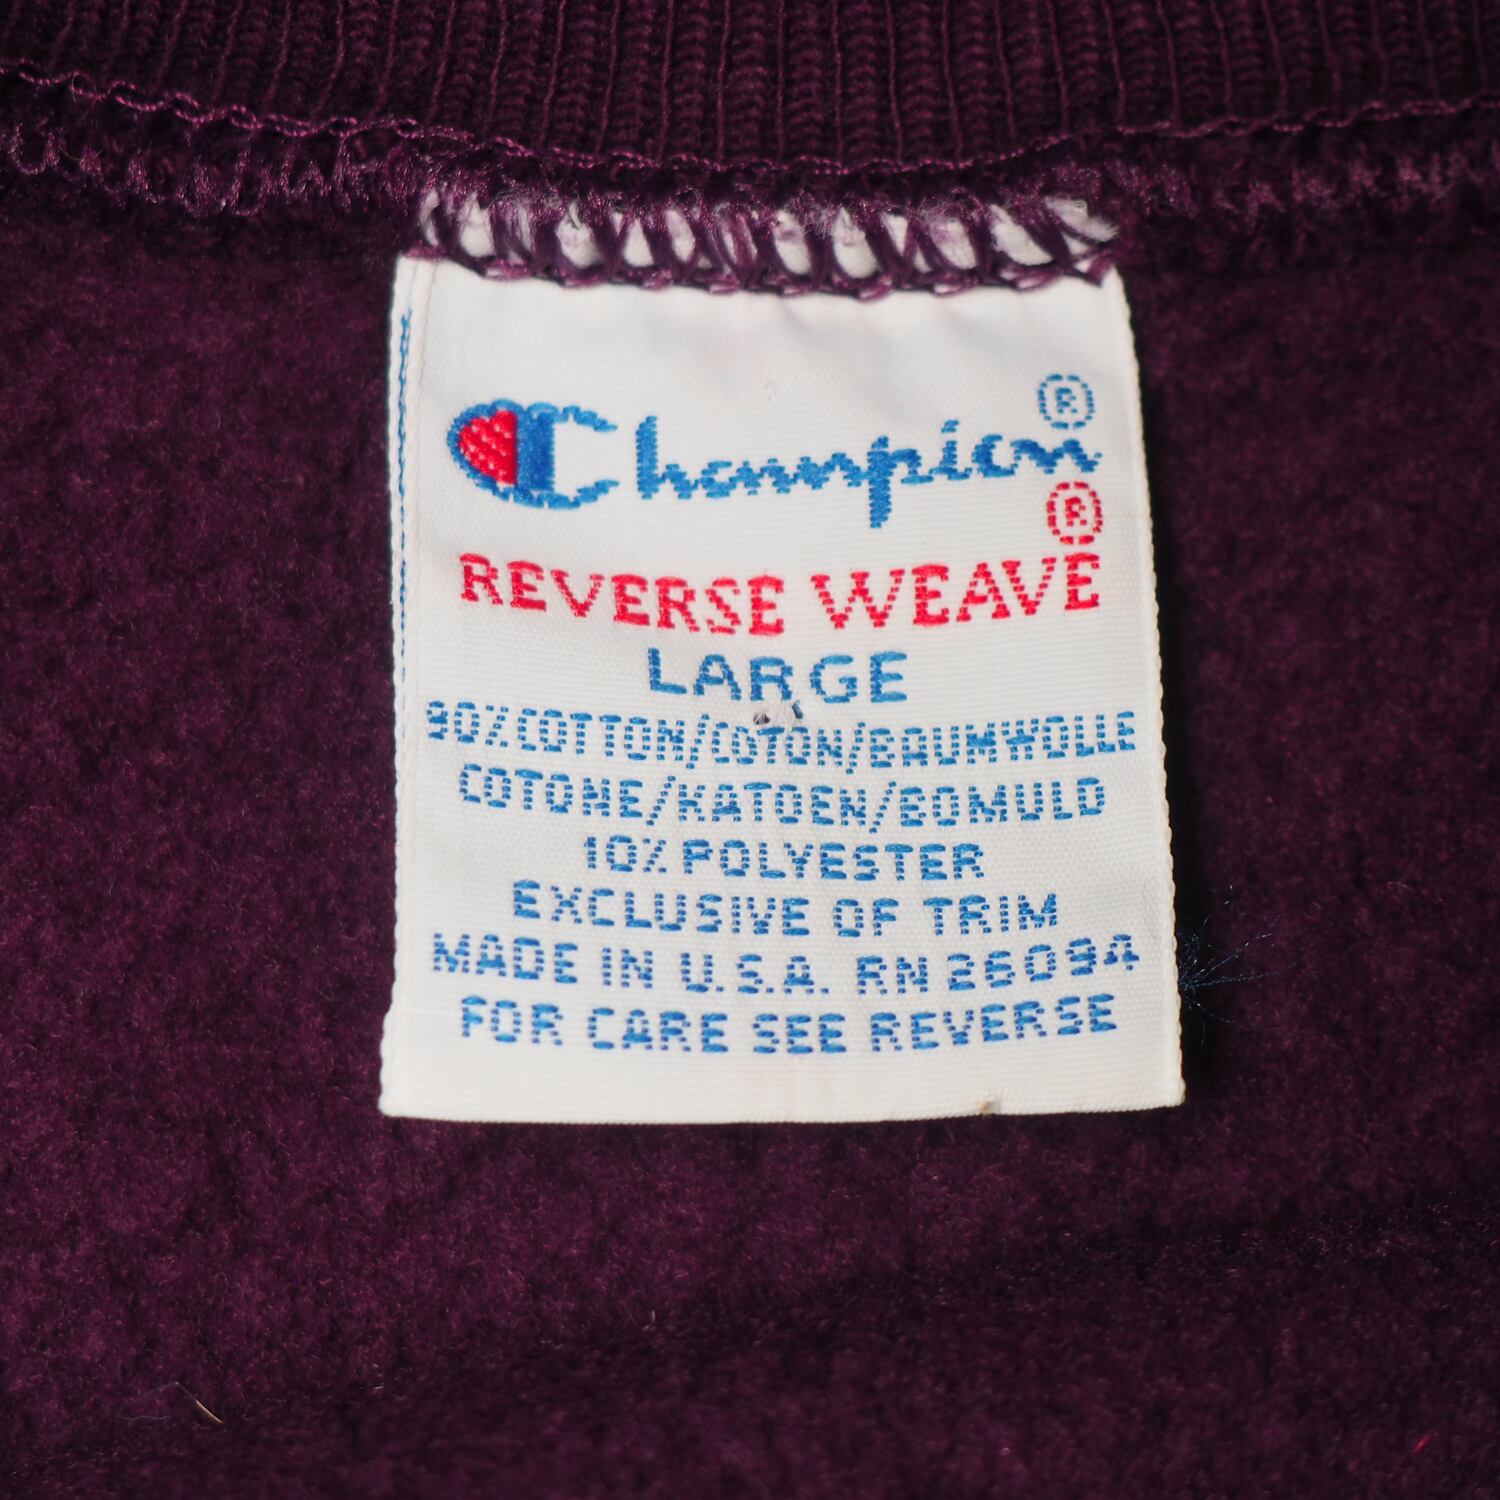 Champion®
REVERSE WEAVE®
LARGE
90% COTTON/COTON/BAUMWOLLE
COTONE/KATOEN/BOMULD
10% POLYESTER
EXCLUSIVE OF TRIM
MADE IN U.S.A. RN 26094
FOR CARE SEE REVERSE